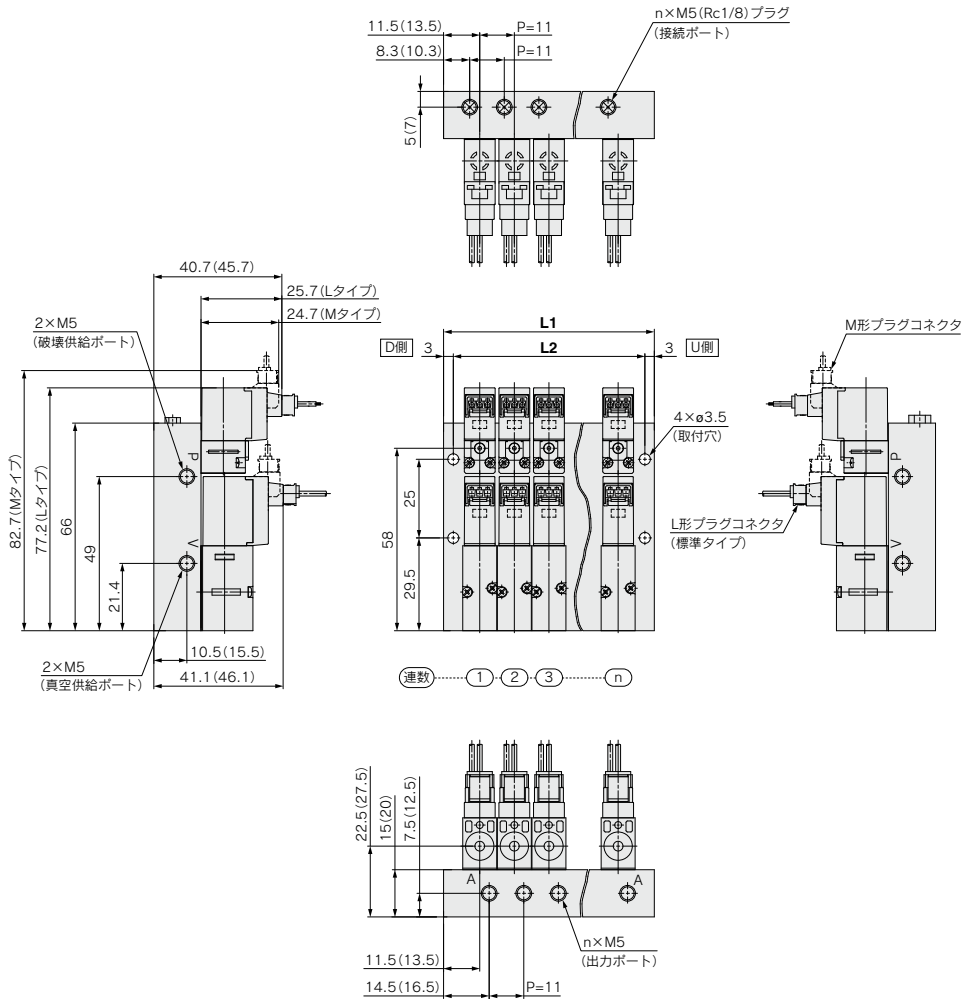 n×M5(Rc1/8)プラグ
(接続ポート)
11.5(13.5)
P=11
8.3(10.3)
P=11
5(7)
40.7(45.7)
25.7(Lタイプ)
24.7(Mタイプ)
2×M5
(破壊供給ポート)
L1
L2
D側
3
3
U側
M形プラグコネクタ
4×ø3.5
(取付穴)
82.7(Mタイプ)
77.2(Lタイプ)
66
49
21.4
P
V
58
25
29.5
P
V
L形プラグコネクタ
(標準タイプ)
2×M5
(真空供給ポート)
10.5(15.5)
41.1(46.1)
連数 1 2 3 n
22.5(27.5)
15(20)
7.5(12.5)
A
A
n×M5
(出力ポート)
11.5(13.5)
14.5(16.5)
P=11